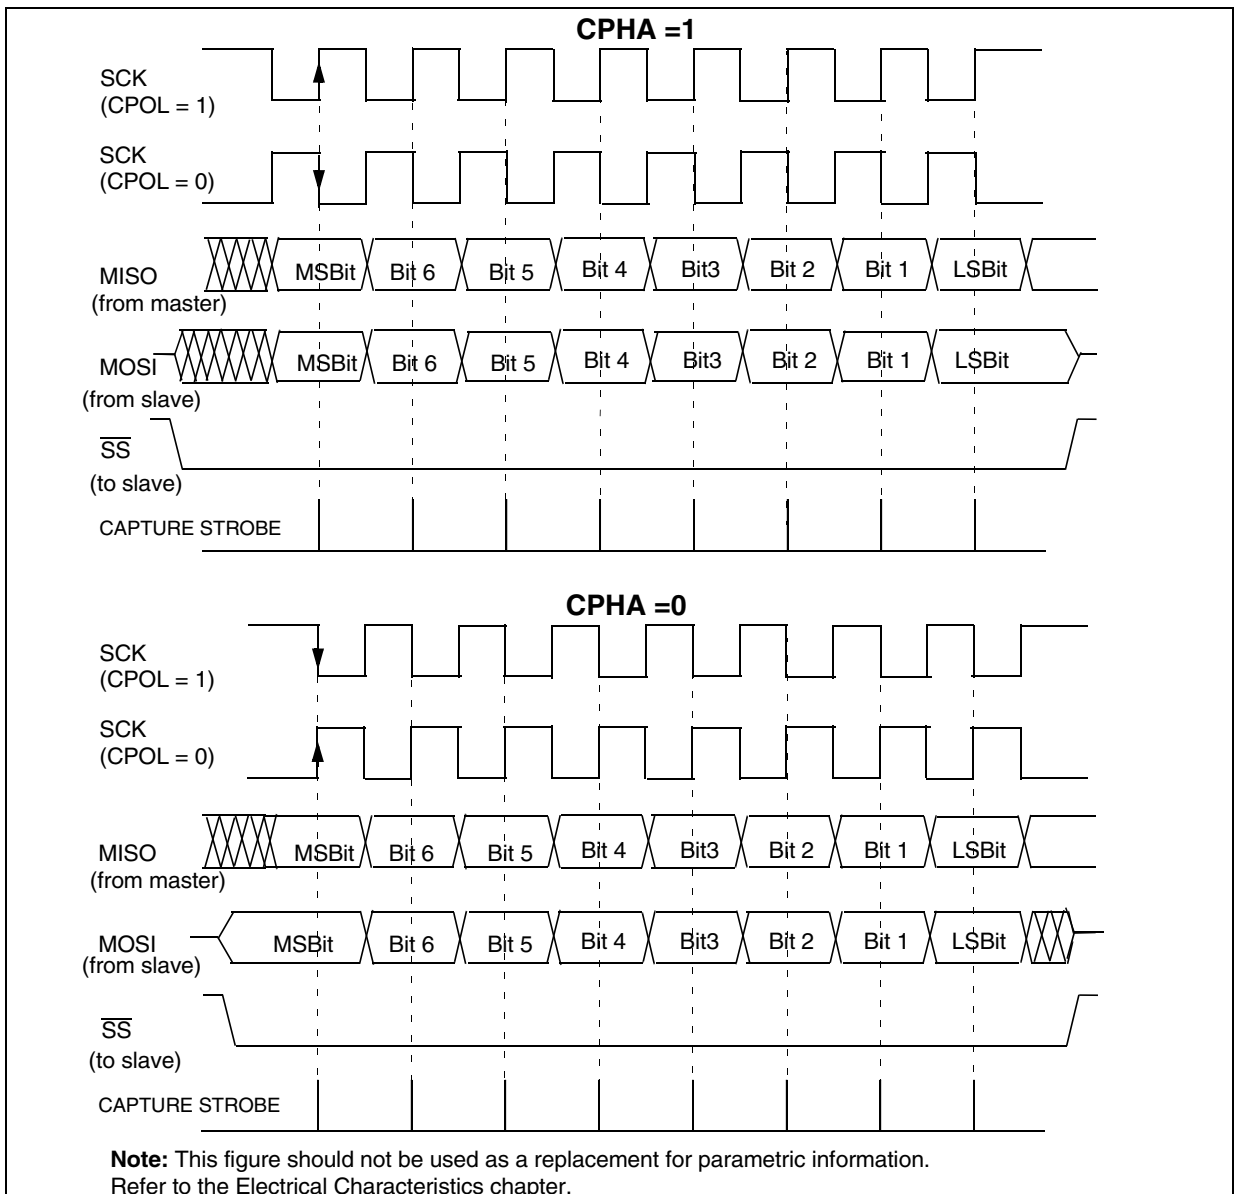 CPHA =1
SCK
(CPOL = 1)
SCK
(CPOL = 0)
MISO
(from master)
MSBit Bit 6 Bit 5 Bit 4 Bit3 Bit 2 Bit 1 LSBit
MOSI
(from slave)
MSBit Bit 6 Bit 5 Bit 4 Bit3 Bit 2 Bit 1 LSBit
SS
(to slave)
CAPTURE STROBE
CPHA =0
SCK
(CPOL = 1)
SCK
(CPOL = 0)
MISO
(from master)
MSBit Bit 6 Bit 5 Bit 4 Bit3 Bit 2 Bit 1 LSBit
MOSI
(from slave)
MSBit Bit 6 Bit 5 Bit 4 Bit3 Bit 2 Bit 1 LSBit
SS
(to slave)
CAPTURE STROBE
Note: This figure should not be used as a replacement for parametric information.
Refer to the Electrical Characteristics chapter.